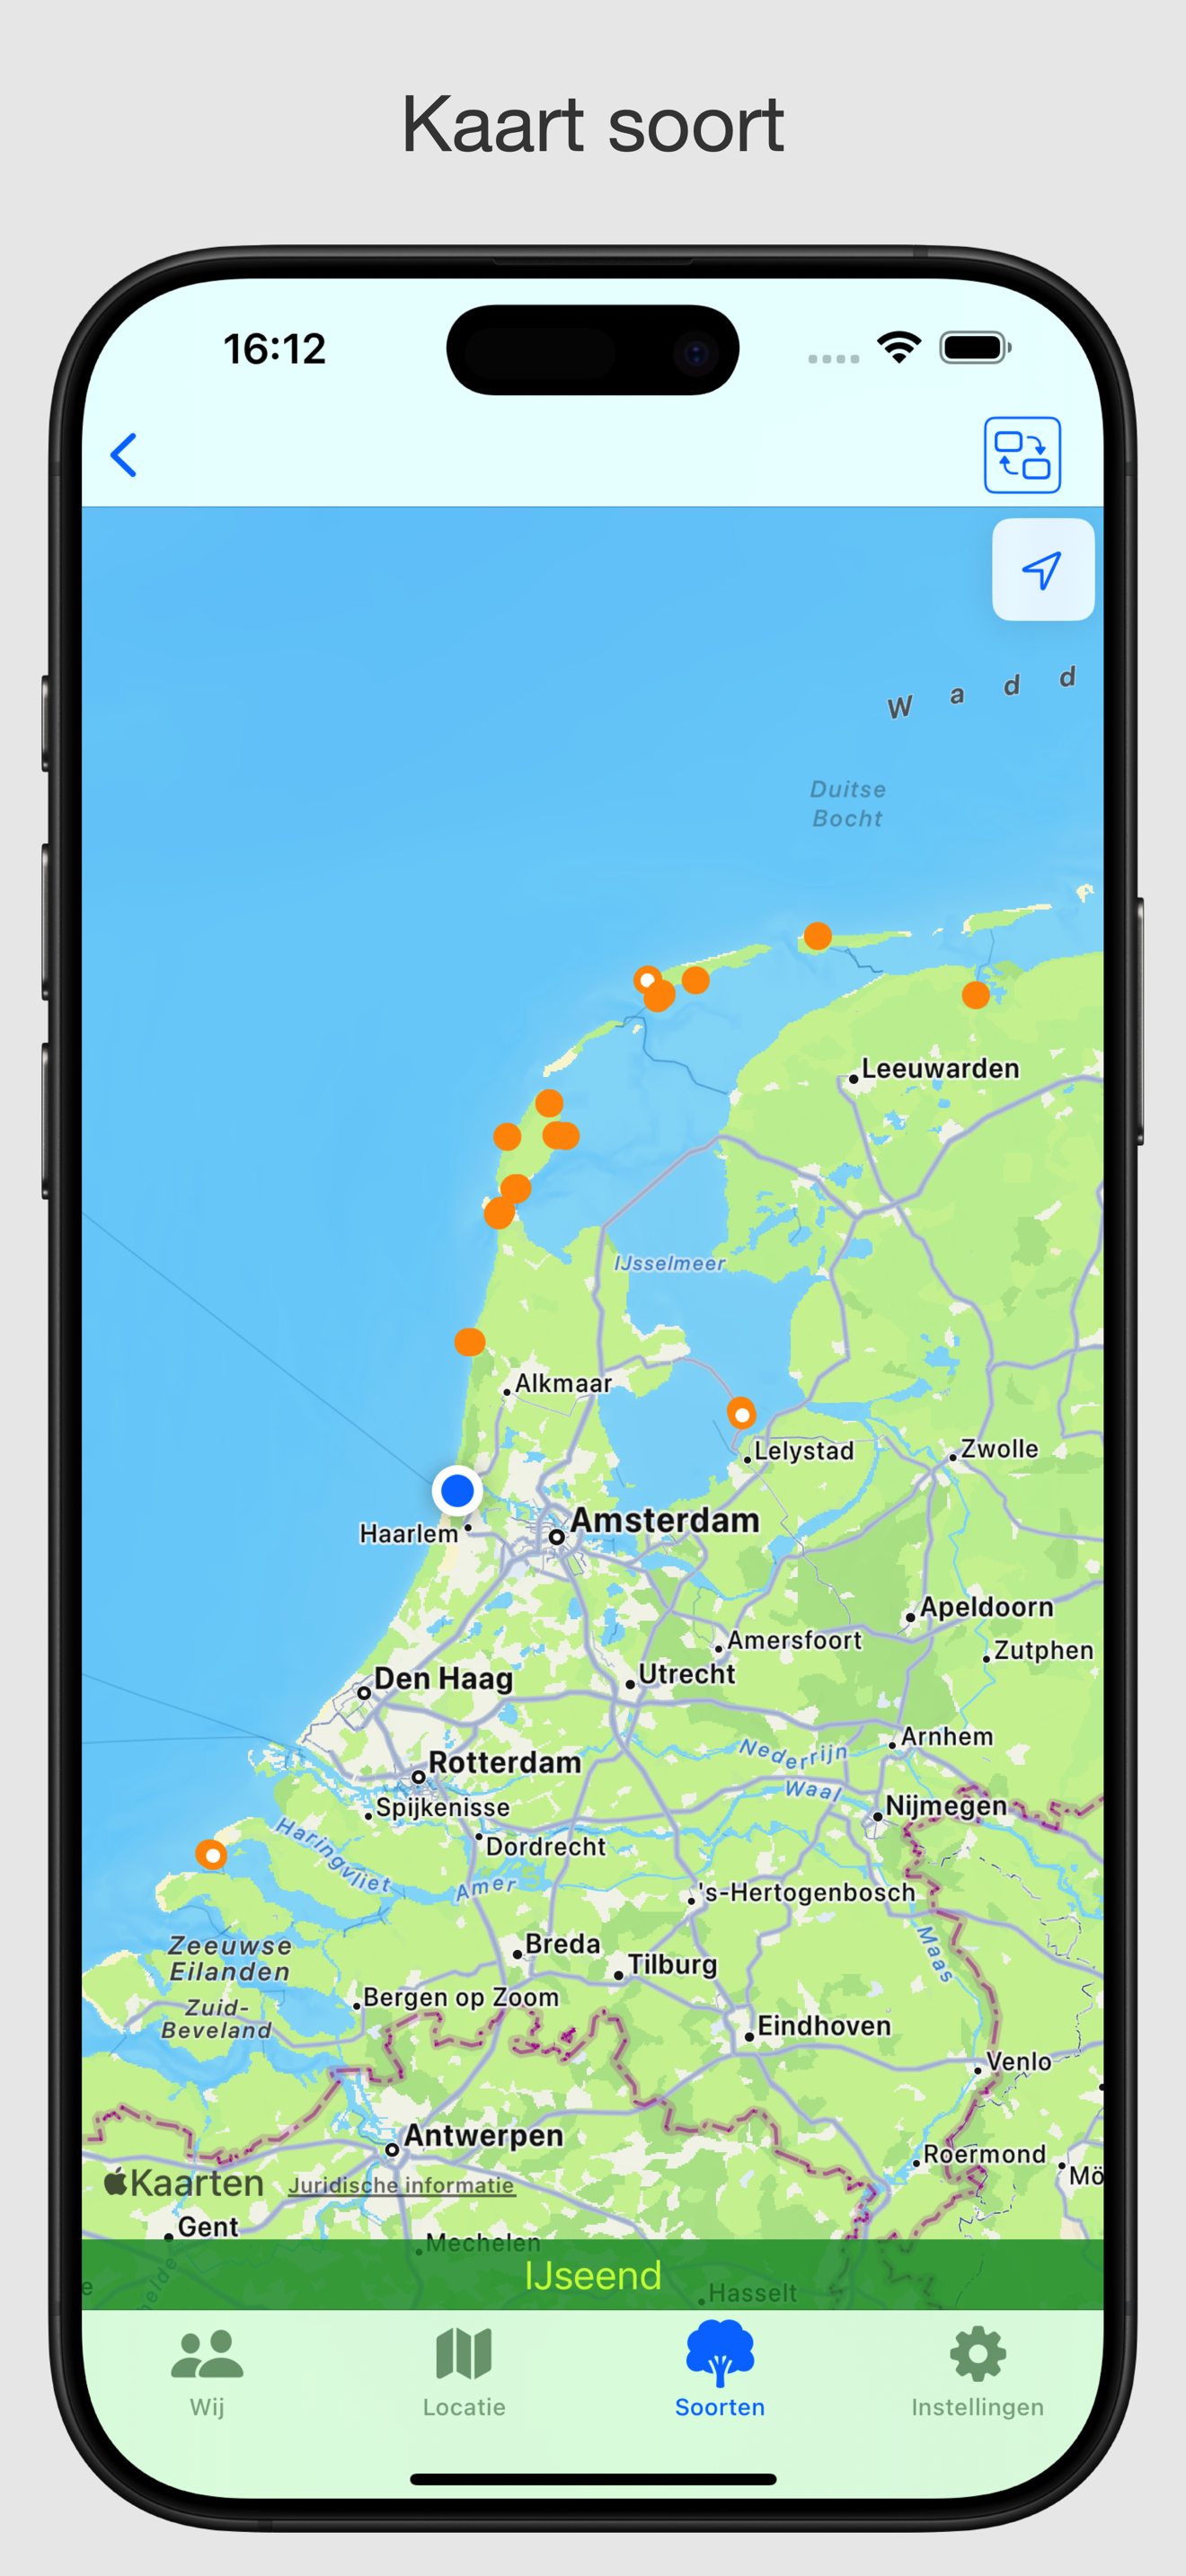 Kaart soort
16:12
W a d d
Duitse
Bocht
Leeuwarden
IJsselmeer
Alkmaar
Lelystad
Zwolle
Amsterdam
Haarlem
Apeldoorn
Amersfoort
Zutphen
Den Haag
Utrecht
Arnhem
Nederrijn
Rotterdam
Waal
Spijkenisse
Nijmegen
Haringvliet
Dordrecht
Amer
's-Hertogenbosch
Maas
Zeeuwse
Eilanden
Breda
Tilburg
Bergen op Zoom
Zuid-
Beveland
Eindhoven
Venlo
Antwerpen
Roermond
Mö
Kaarten Juridische informatie
Gent
Mechelen
IJseend
e
helde
Hasselt
Wij Locatie Soorten Instellingen